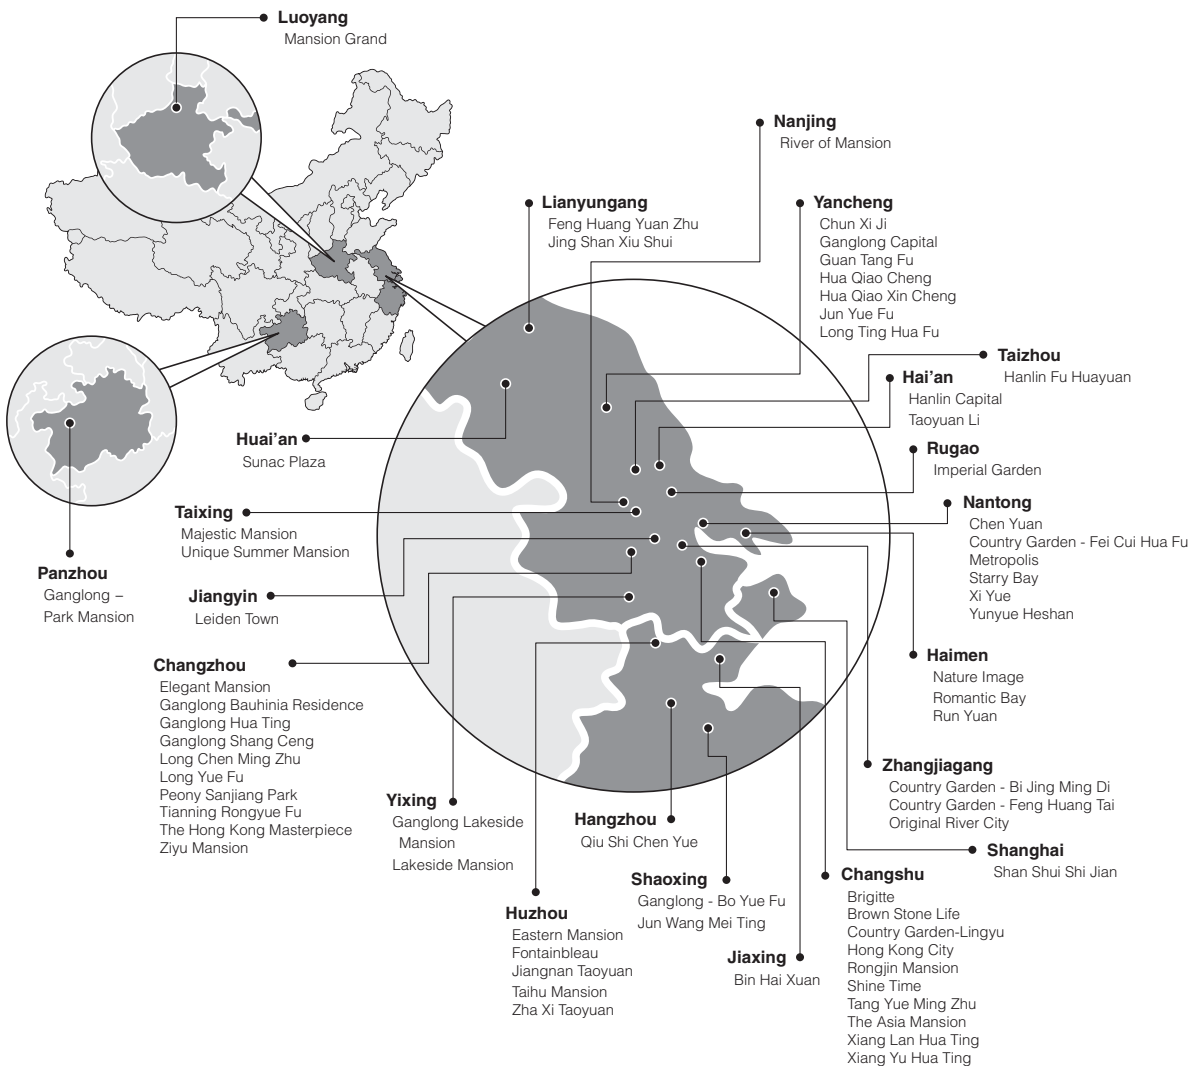 Luoyang
Mansion Grand
Nanjing
River of Mansion
Lianyungang
Feng Huang Yuan Zhu
Jing Shan Xiu Shui
Yancheng
Chun Xi Ji
Ganglong Capital
Guan Tang Fu
Hua Qiao Cheng
Hua Qiao Xin Cheng
Jun Yue Fu
Long Ting Hua Fu
Taizhou
Hanlin Fu Huayuan
Hai'an
Hanlin Capital
Taoyuan Li
Huai'an
Sunac Plaza
Rugao
Imperial Garden
Taixing
Majestic Mansion
Unique Summer Mansion
Nantong
Chen Yuan
Country Garden - Fei Cui Hua Fu
Metropolis
Starry Bay
Xi Yue
Yunyue Heshan
Panzhou
Ganglong –
Park Mansion
Jiangyin
Leiden Town
Haimen
Nature Image
Romantic Bay
Run Yuan
Changzhou
Elegant Mansion
Ganglong Bauhinia Residence
Ganglong Hua Ting
Ganglong Shang Ceng
Long Chen Ming Zhu
Long Yue Fu
Peony Sanjiang Park
Tianning Rongyue Fu
The Hong Kong Masterpiece
Ziyu Mansion
Zhangjiagang
Country Garden - Bi Jing Ming Di
Country Garden - Feng Huang Tai
Original River City
Yixing
Ganglong Lakeside
Mansion
Lakeside Mansion
Hangzhou
Qiu Shi Chen Yue
Shanghai
Shan Shui Shi Jian
Shaoxing
Ganglong - Bo Yue Fu
Jun Wang Mei Ting
Changshu
Brigitte
Brown Stone Life
Country Garden-Lingyu
Hong Kong City
Rongjin Mansion
Shine Time
Tang Yue Ming Zhu
The Asia Mansion
Xiang Lan Hua Ting
Xiang Yu Hua Ting
Huzhou
Eastern Mansion
Fontainbleau
Jiangnan Taoyuan
Taihu Mansion
Zha Xi Taoyuan
Jiaxing
Bin Hai Xuan